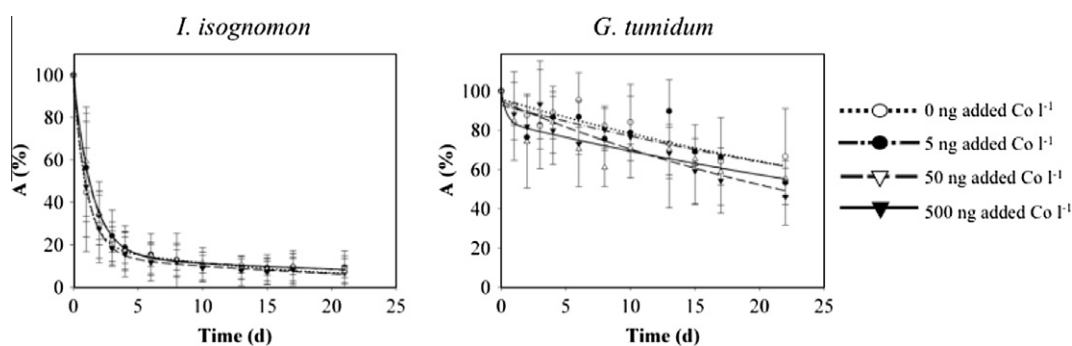 I. isognomon
G. tumidum
A (%)
100
80
60
40
20
0
0
5
10
15
20
25
Time (d)
A (%)
100
80
60
40
20
0
0
5
10
15
20
25
Time (d)
0 ng added Co l⁻¹
5 ng added Co l⁻¹
50 ng added Co l⁻¹
500 ng added Co l⁻¹